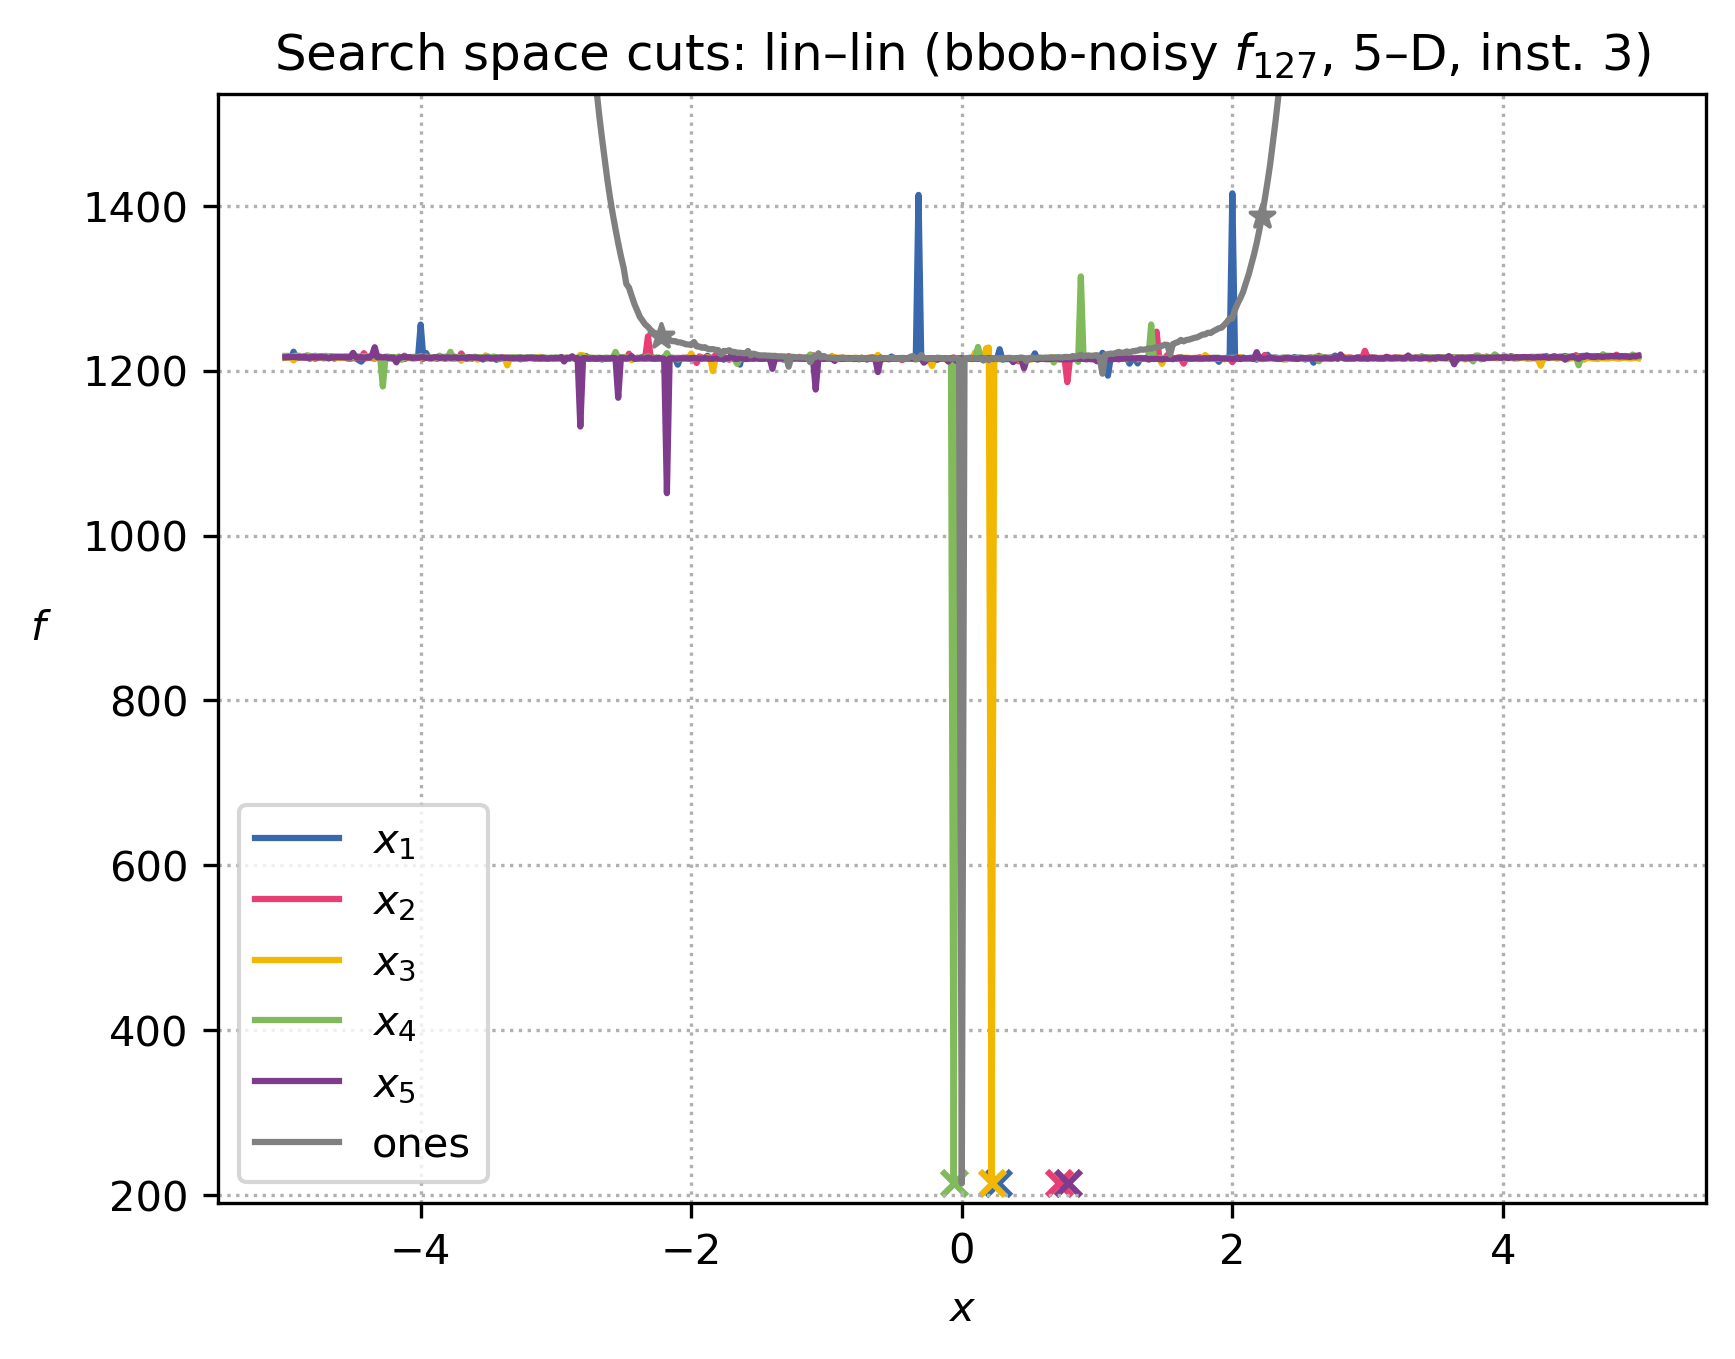 Search space cuts: lin–lin (bbob-noisy f₁₂₇, 5–D, inst. 3)
1400
1200
1000
800
600
400
200
f
x₁
x₂
x₃
x₄
x₅
ones
−4 −2 0 2 4
x